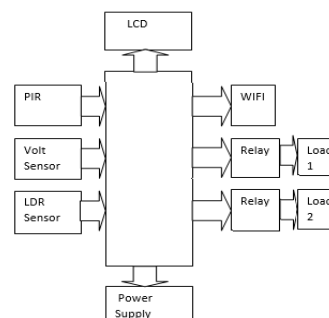 LCD
PIR
WIFI
Volt
Sensor
Relay
Load
1
LDR
Sensor
Relay
Load
2
Power
Supply